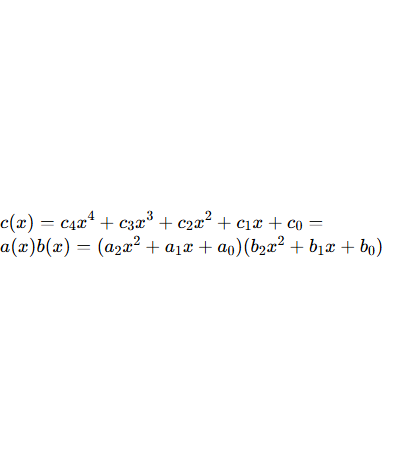 c(x) = c₄x⁴ + c₃x³ + c₂x² + c₁x + c₀ =
a(x)b(x) = (a₂x² + a₁x + a₀)(b₂x² + b₁x + b₀)